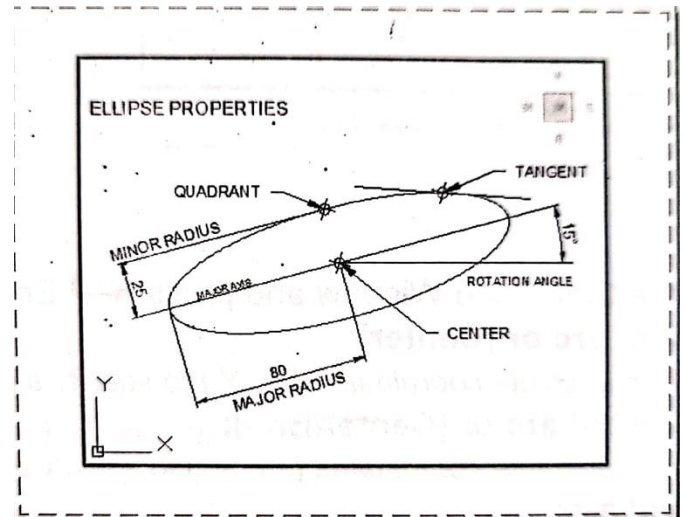 ELLIPSE PROPERTIES
TANGENT
QUADRANT
MINOR RADIUS
15°
25
MAJOR AXIS
ROTATION ANGLE
CENTER
80
MAJOR RADIUS
Y
X